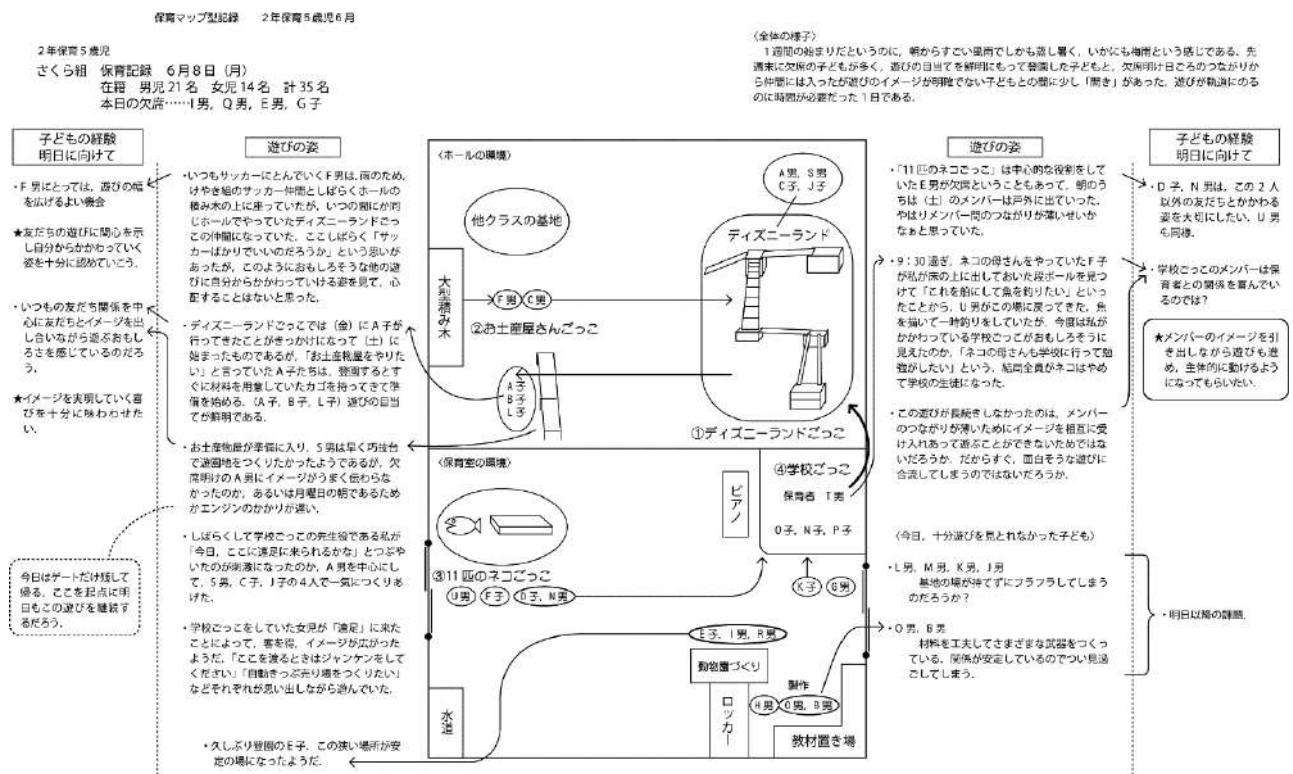 保育マップ型記録　2年保育5歳児6月
2年保育5歳児
さくら組　保育記録　6月8日（月）
在籍　男児21名　女児14名　計35名
本日の欠席……I男，Q男，E男，G子
〈全体の様子〉
1週間の始まりだというのに，朝からすごい風雨でしかも蒸し暑く，いかにも梅雨という感じである．先
週末に欠席の子どもが多く，遊びの目当てを鮮明にもって登園した子どもと，欠席明け日ごろのつながりか
ら仲間には入ったが遊びのイメージが明確でない子どもとの間に少し「開き」があった．遊びが軌道にのる
のに時間が必要だった1日である．
子どもの経験
明日に向けて
・F男にとっては，遊びの幅
を広げるよい機会
★友だちの遊びに関心を示
し自分からかかわっていく
姿を十分に認めていこう．
・いつもの友だち関係を中
心に友だちとイメージを出
し合いながら遊ぶおもし
ろさを感じているのだろ
う．
★イメージを実現していく喜
びを十分に味わわせた
い．
今日はゲートだけ残して
帰る．ここを起点に明
日もこの遊びを継続す
るだろう．
遊びの姿
・いつもサッカーにとんでいくF男は，雨のため，
けやき組のサッカー仲間としばらくホールの
積み木の上に座っていたが，いつの間にか同
じホールでやっていたディズニーランドごっ
この仲間になっていた．ここしばらく「サッ
カーばかりでいいのだろうか」という思いが
あったが，このようにおもしろそうな他の遊
びに自分からかかわっていける姿を見て，心
配することはないと思った．
・ディズニーランドごっこでは（金）にA子が
行ってきたことがきっかけになって（土）に
始まったものであるが，「お土産物屋をやりた
い」と言っていたA子たちは，登園するとす
ぐに材料を用意していたカゴを持ってきて準
備を始める．（A子，B子，L子）遊びの目当
てが鮮明である．
・お土産物屋が準備に入り，S男は早く巧技台
で遊園地をつくりたかったようであるが，欠
席明けのA男にイメージがうまく伝わらな
かったのか，あるいは月曜日の朝であるため
かエンジンのかかりが遅い．
・しばらくして学校ごっこの先生役である私が
「今日，ここに遠足に来られるかな」とつぶや
いたのが刺激になったのか，A男を中心にし
て，S男，C子，J子の4人で一気につくりあ
げた．
・学校ごっこをしていた女児が「遠足」に来た
ことによって，客を得，イメージが広がった
ようだ．「ここを渡るときはジャンケンをして
ください」「自動きっぷ売り場をつくりたい」
などそれぞれが思い出しながら遊んでいた．
・久しぶり登園のE子，この狭い場所が安
定の場になったようだ．
〈ホールの環境〉
他クラスの基地
A男，S男
C子，J子
ディズニーランド
大型積み木
F男
C男
②お土産屋さんごっこ
A子
B子
L子
①ディズニーランドごっこ
〈保育室の環境〉
ピアノ
④学校ごっこ
保育者　T男
O子，N子，P子
③11匹のネコごっこ
U男
F子
D子，N男
K子
G男
E子，I男，R男
動物園づくり
製作
H男
O男，B男
水道
ロッカー
教材置き場
遊びの姿
・「11匹のネコごっこ」は中心的な役割をして
いたE男が欠席ということもあって，朝のう
ちは（土）のメンバーは戸外に出ていた．
やはりメンバー間のつながりが薄いせいか
なぁと思っていた．
・9：30過ぎ，ネコの母さんをやっていたF子
が私が床の上に出しておいた段ボールを見つ
けて「これを船にして魚を釣りたい」といっ
たことから，U男がこの場に戻ってきた．魚
を描いて一時釣りをしていたが，今度は私が
かかわっている学校ごっこがおもしろそうに
見えたのか，「ネコの母さんも学校に行って勉
強がしたい」という．結局全員がネコはやめ
て学校の生徒になった．
・この遊びが長続きしなかったのは，メンバー
のつながりが薄いためにイメージを相互に受
け入れあって遊ぶことができないためではな
いだろうか．だからすぐ，面白そうな遊びに
合流してしまうのではないだろうか．
〈今日，十分遊びを見とれなかった子ども〉
・L男，M男，K男，J男
基地の場が持てずにフラフラしてしまう
のだろうか？
・O男，B男
材料を工夫してさまざまな武器をつくっ
ている．関係が安定しているのでつい見過
ごしてしまう．
子どもの経験
明日に向けて
・D子，N男は，この2人
以外の友だちとかかわる
姿を大切にしたい．U男
も同様．
・学校ごっこのメンバーは保
育者との関係を喜んでい
るのでは？
★メンバーのイメージを引
き出しながら遊びも進
め，主体的に動けるよう
になってもらいたい．
・明日以降の課題．